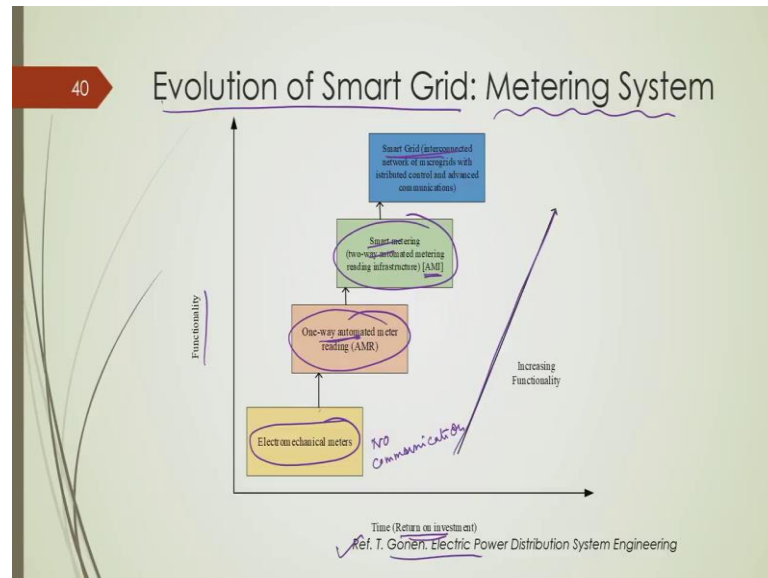 40
Evolution of Smart Grid: Metering System
Smart Grid (interconnected
network of microgrids with
istributed control and advanced
communications)
Smart metering
(two-way automated metering
reading infrastructure) [AMI]
Functionality
One-way automated meter
reading (AMR)
Increasing
Functionality
Electromechanical meters
No
communication
Time (Return on investment)
Ref. T. Gonen. Electric Power Distribution System Engineering